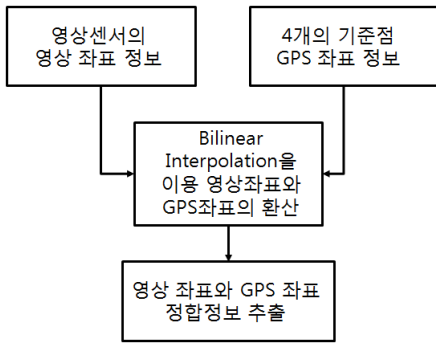 영상센서의
영상 좌표 정보
4개의 기준점
GPS 좌표 정보
Bilinear
Interpolation을
이용 영상좌표와
GPS좌표의 환산
영상 좌표와 GPS 좌표
정합정보 추출